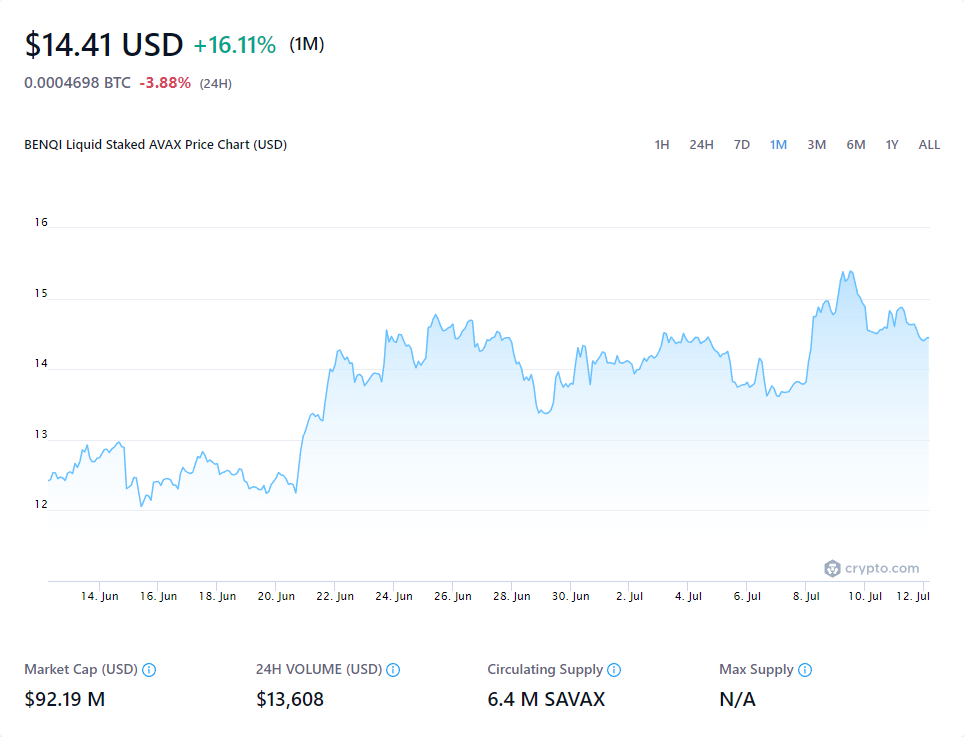 $14.41 USD +16.11% (1M)
0.0004698 BTC -3.88% (24H)
BENQI Liquid Staked AVAX Price Chart (USD) 1H 24H 7D 1M 3M 6M 1Y ALL
16
15
14
13
12
crypto.com
14. Jun 16. Jun 18. Jun 20. Jun 22. Jun 24. Jun 26. Jun 28. Jun 30. Jun 2. Jul 4. Jul 6. Jul 8. Jul 10. Jul 12. Jul
Market Cap (USD) 24H VOLUME (USD) Circulating Supply Max Supply
$92.19 M $13,608 6.4 M SAVAX N/A